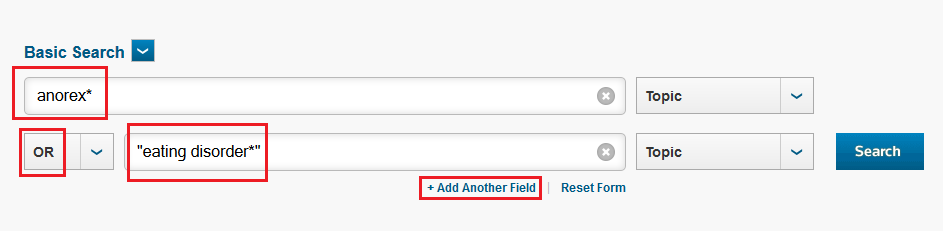 Basic Search
anorex* Topic
OR "eating disorder*" Topic Search
+ Add Another Field | Reset Form